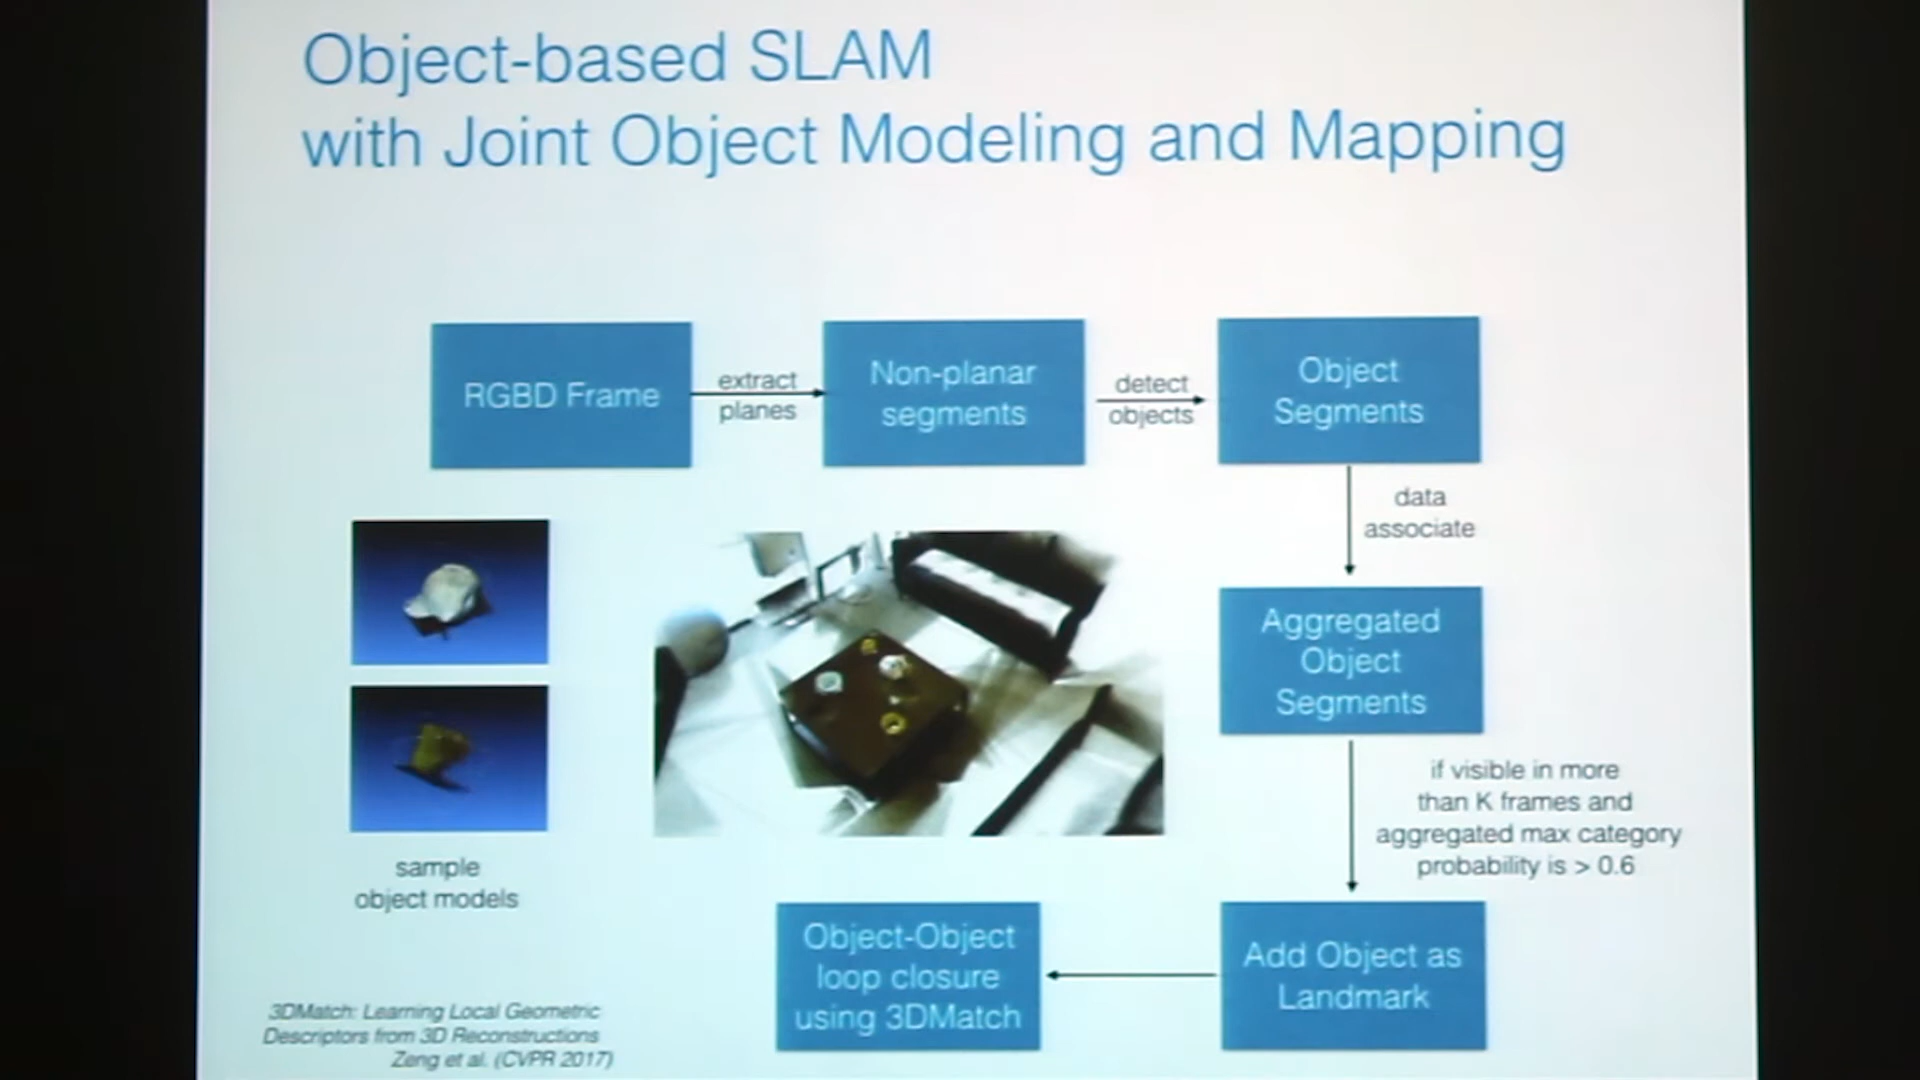 Object-based SLAM
with Joint Object Modeling and Mapping
RGBD Frame
extract
planes
Non-planar
segments
detect
objects
Object
Segments
data
associate
Aggregated
Object
Segments
if visible in more
than K frames and
aggregated max category
probability is > 0.6
Add Object as
Landmark
Object-Object
loop closure
using 3DMatch
sample
object models
3DMatch: Learning Local Geometric
Descriptors from 3D Reconstructions
Zeng et al. (CVPR 2017)